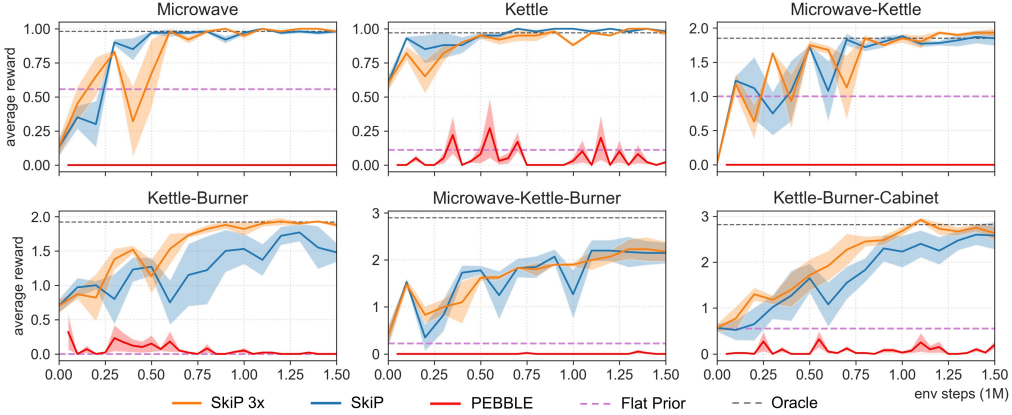 Microwave
Kettle
Microwave-Kettle
average reward
1.00
0.75
0.50
0.25
0.00
1.00
0.75
0.50
0.25
0.00
2.0
1.5
1.0
0.5
0.0
Kettle-Burner
Microwave-Kettle-Burner
Kettle-Burner-Cabinet
average reward
2.0
1.5
1.0
0.5
0.0
3
2
1
0
3
2
1
0
0.00 0.25 0.50 0.75 1.00 1.25 1.50
0.00 0.25 0.50 0.75 1.00 1.25 1.50
0.00 0.25 0.50 0.75 1.00 1.25 1.50
env steps (1M)
SkiP 3x SkiP PEBBLE Flat Prior Oracle